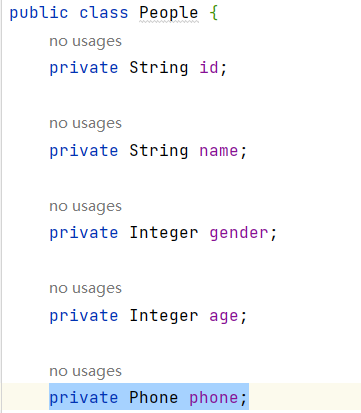 public class People {
no usages
private String id;
no usages
private String name;
no usages
private Integer gender;
no usages
private Integer age;
no usages
private Phone phone;